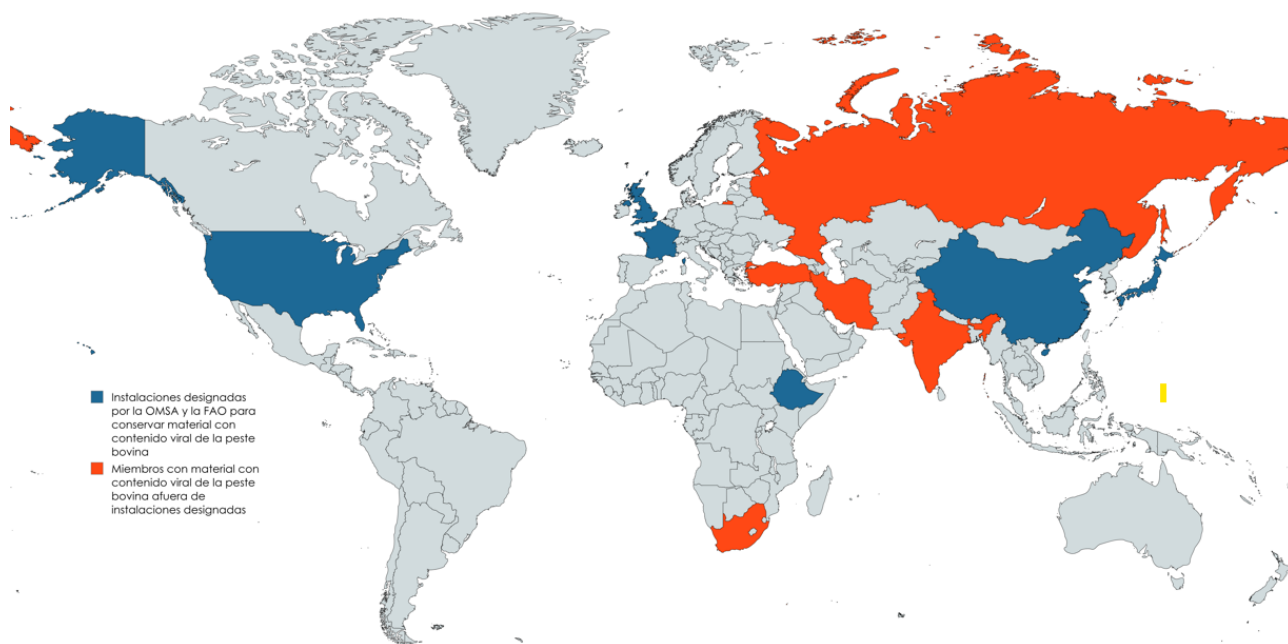 Instalaciones designadas
por la OMSA y la FAO para
conservar material con
contenido viral de la peste
bovina
Miembros con material con
contenido viral de la peste
bovina afuera de
instalaciones designadas